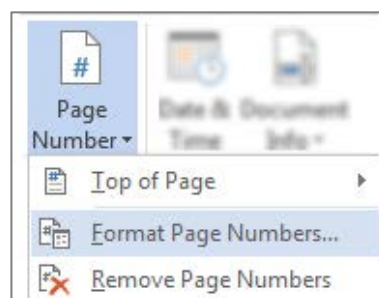 #
Page
Number
Date & Document
Time Info
Top of Page
Format Page Numbers...
Remove Page Numbers